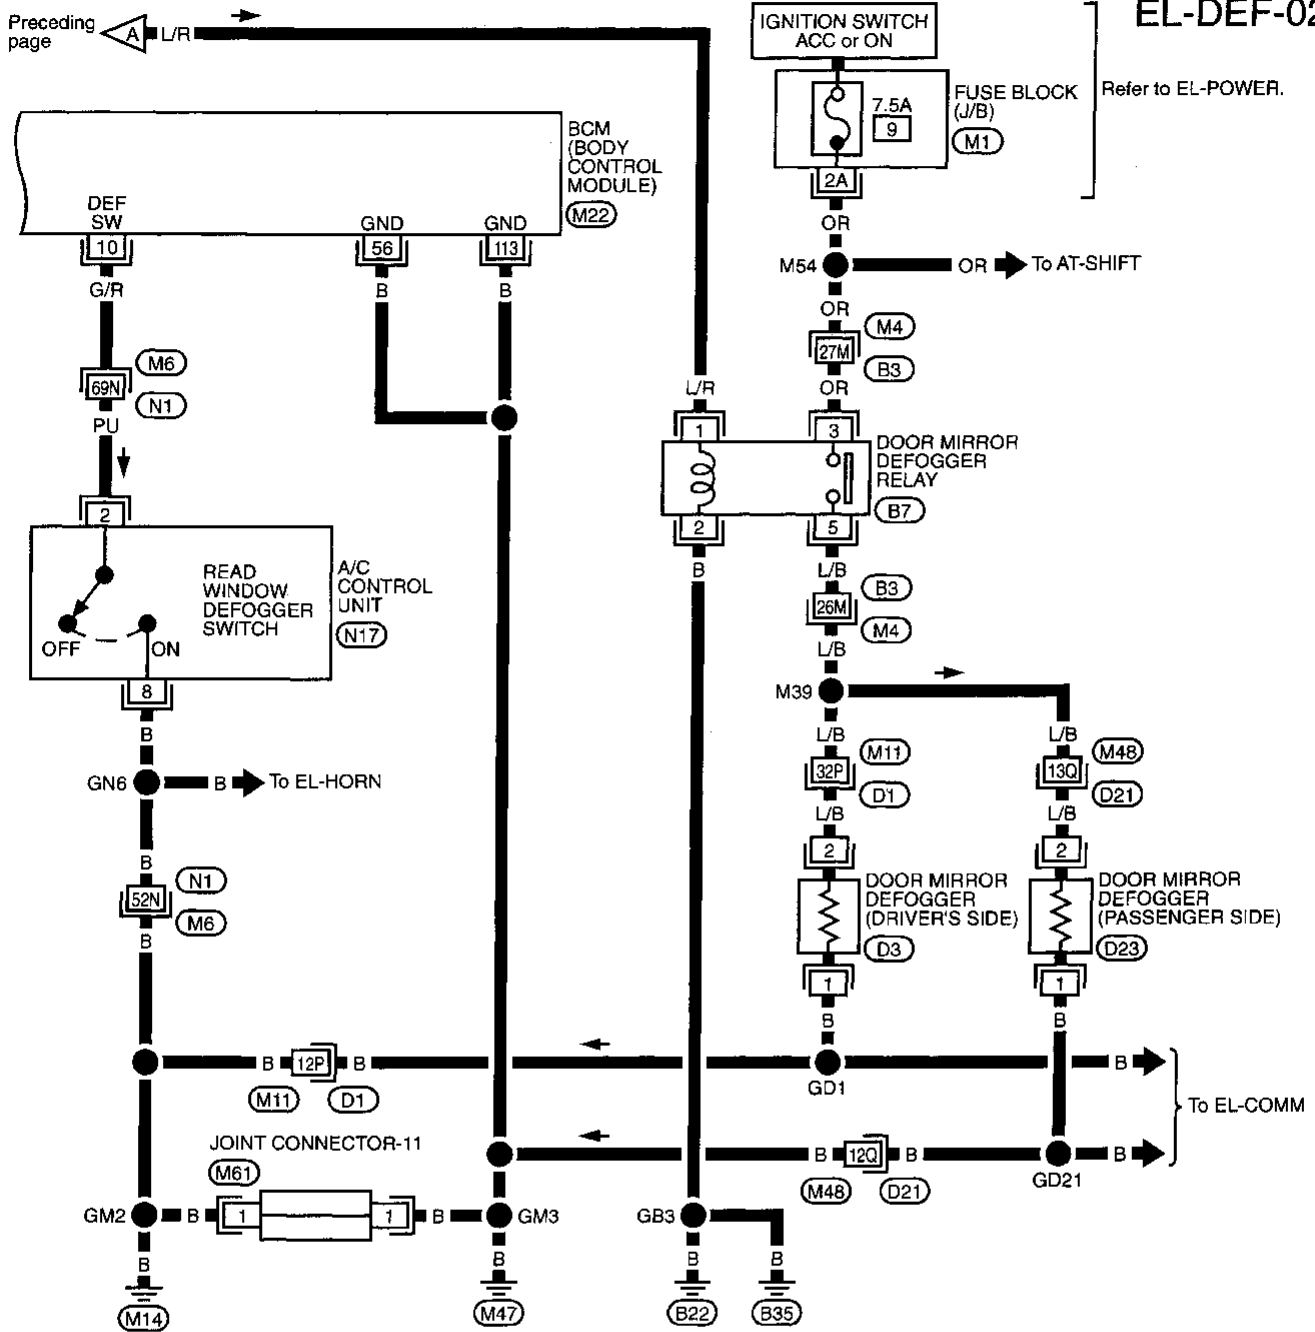 EL-DEF-02
Preceding
page
A
L/R
IGNITION SWITCH
ACC or ON
7.5A
9
FUSE BLOCK
(J/B)
M1
Refer to EL-POWER.
2A
OR
M54
OR
To AT-SHIFT
OR
27M
M4
B3
OR
BCM
(BODY
CONTROL
MODULE)
M22
DEF
SW
GND
GND
10
56
113
G/R
B
B
69N
M6
N1
PU
2
READ
WINDOW
DEFOGGER
SWITCH
OFF
ON
A/C
CONTROL
UNIT
N17
8
B
GN6
B
To EL-HORN
B
52N
N1
M6
B
L/R
1
3
DOOR MIRROR
DEFOGGER
RELAY
B7
2
5
B
L/B
26M
B3
M4
L/B
M39
L/B
L/B
32P
M11
D1
13Q
M48
D21
L/B
L/B
2
2
DOOR MIRROR
DEFOGGER
(DRIVER'S SIDE)
D3
DOOR MIRROR
DEFOGGER
(PASSENGER SIDE)
D23
1
1
B
B
B
12P
B
M11
D1
GD1
B
To EL-COMM
JOINT CONNECTOR-11
M61
B
12Q
B
M48
D21
GD21
B
GM2
B
1
1
B
GM3
GB3
B
B
B
B
M14
M47
B22
B35